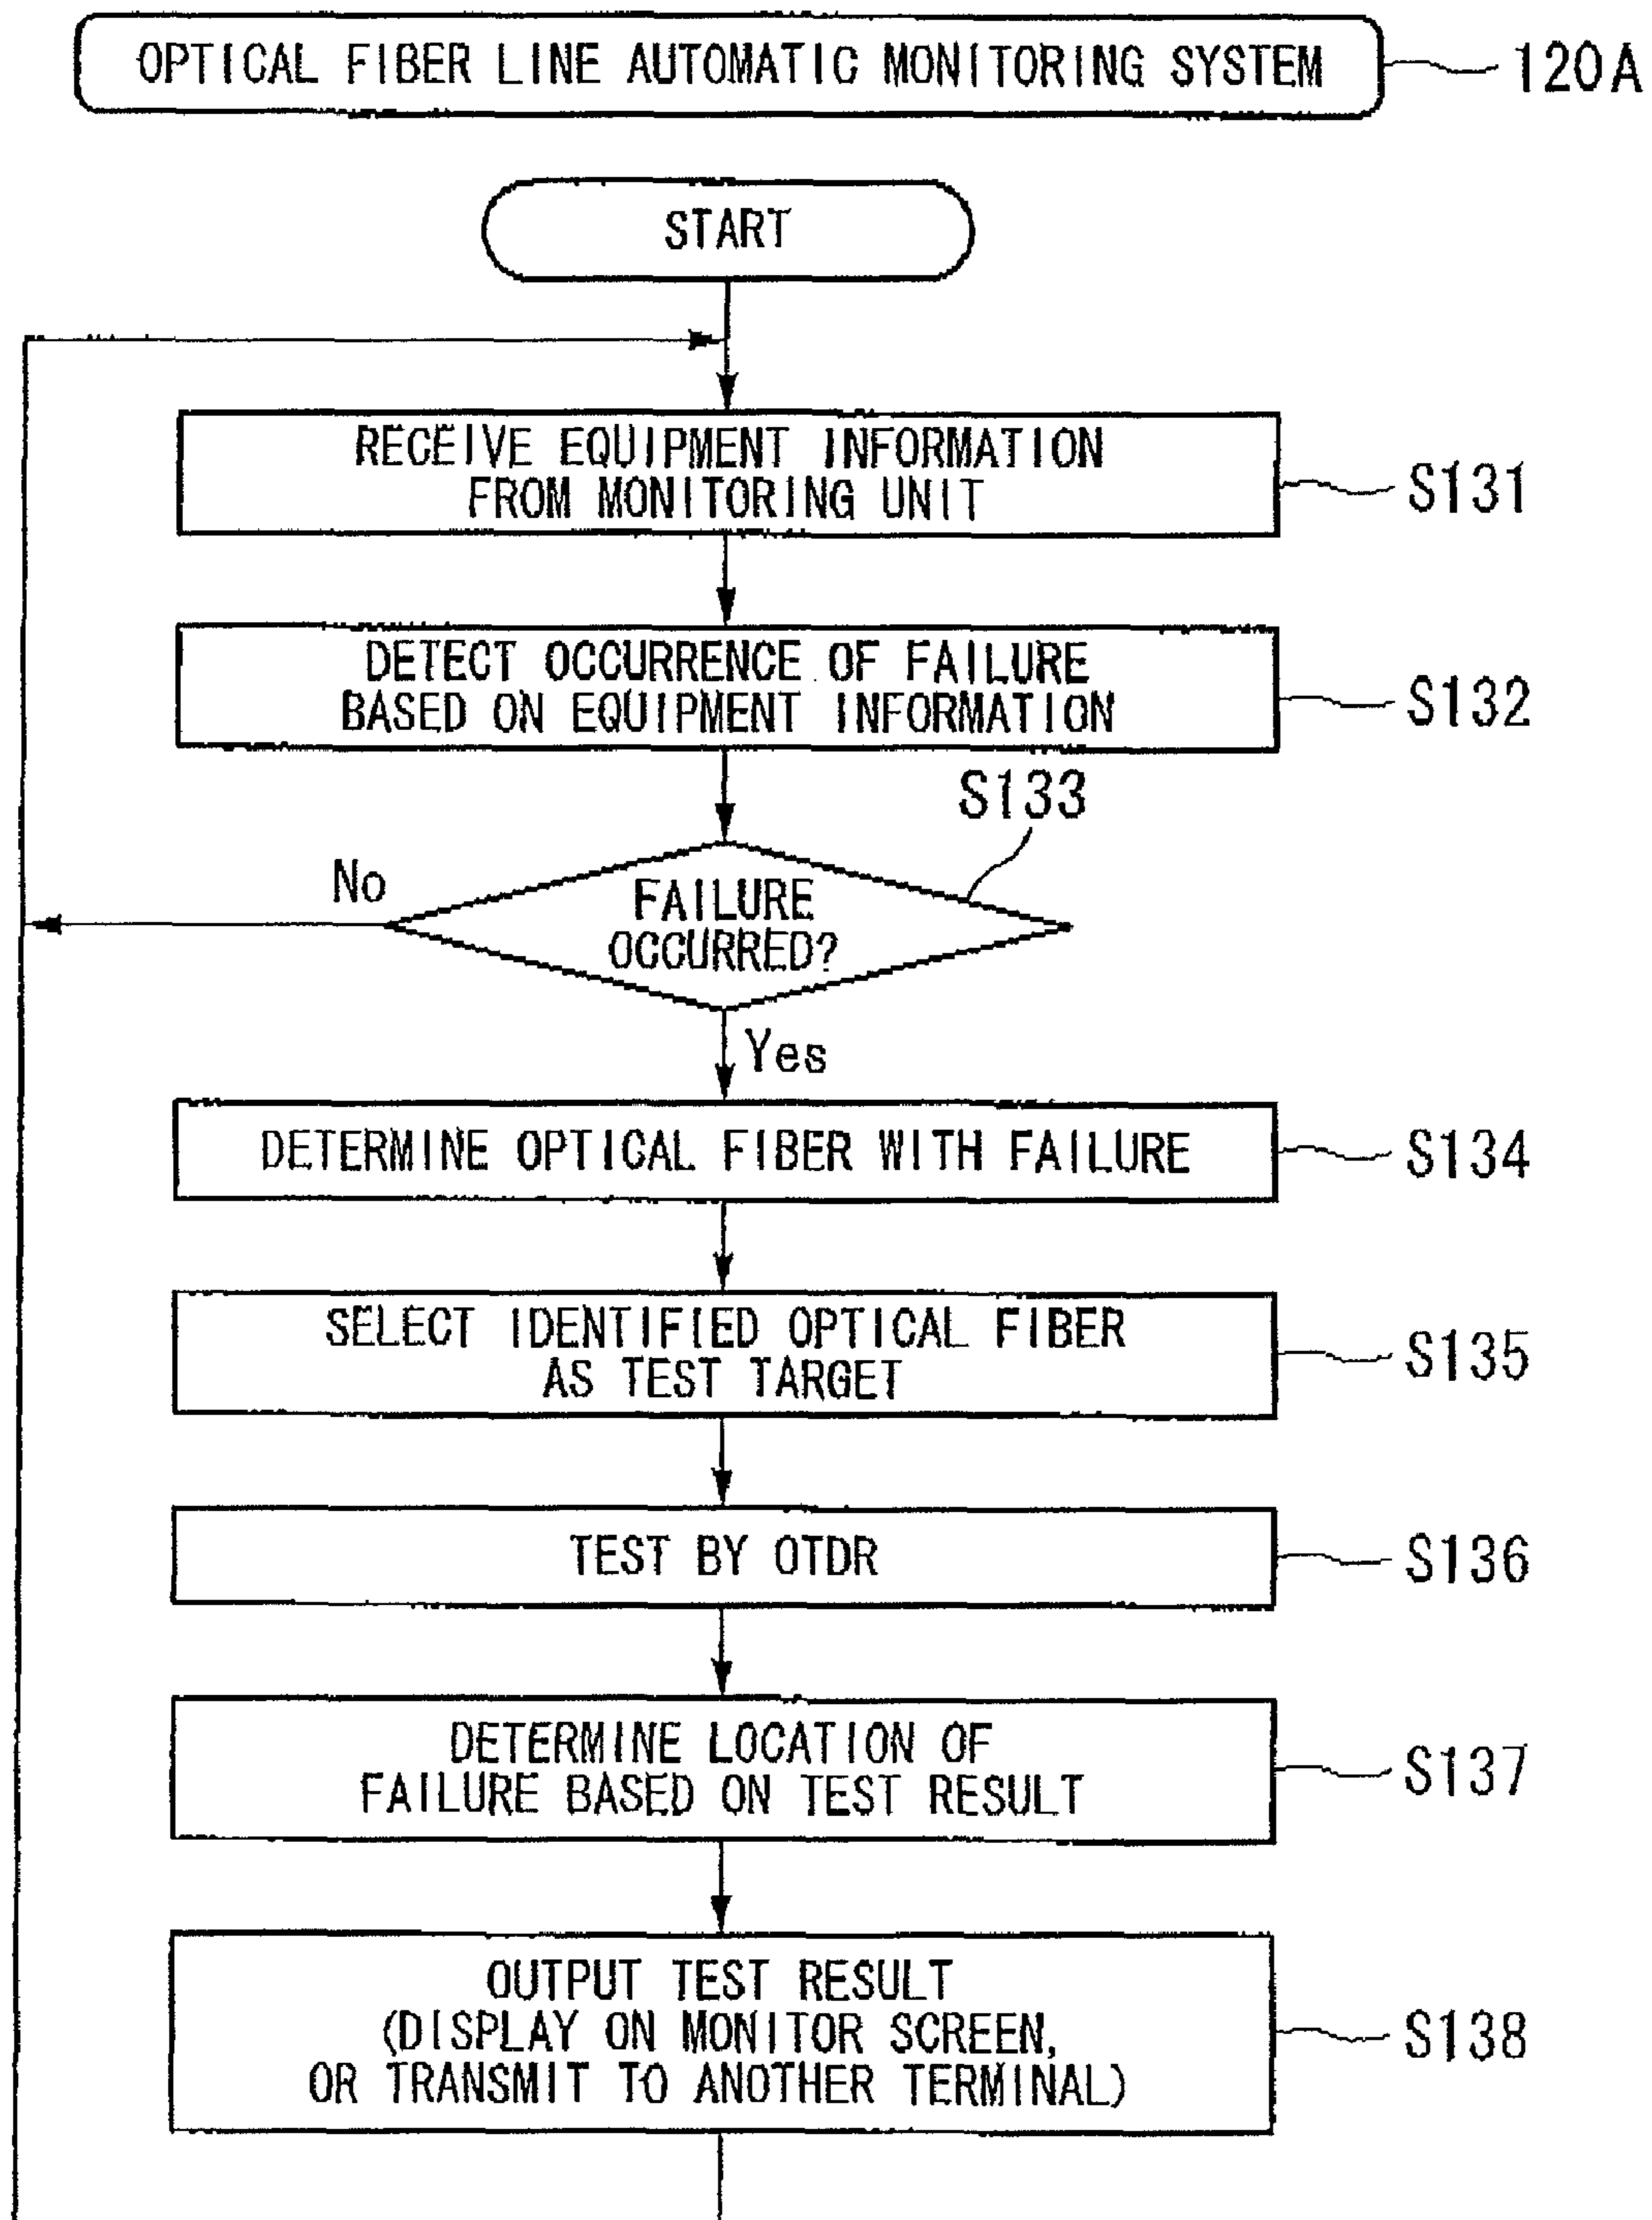 OPTICAL FIBER LINE AUTOMATIC MONITORING SYSTEM
120A
START
RECEIVE EQUIPMENT INFORMATION
FROM MONITORING UNIT
S131
DETECT OCCURRENCE OF FAILURE
BASED ON EQUIPMENT INFORMATION
S132
S133
No
FAILURE
OCCURRED?
Yes
DETERMINE OPTICAL FIBER WITH FAILURE
S134
SELECT IDENTIFIED OPTICAL FIBER
AS TEST TARGET
S135
TEST BY OTDR
S136
DETERMINE LOCATION OF
FAILURE BASED ON TEST RESULT
S137
OUTPUT TEST RESULT
(DISPLAY ON MONITOR SCREEN,
OR TRANSMIT TO ANOTHER TERMINAL)
S138